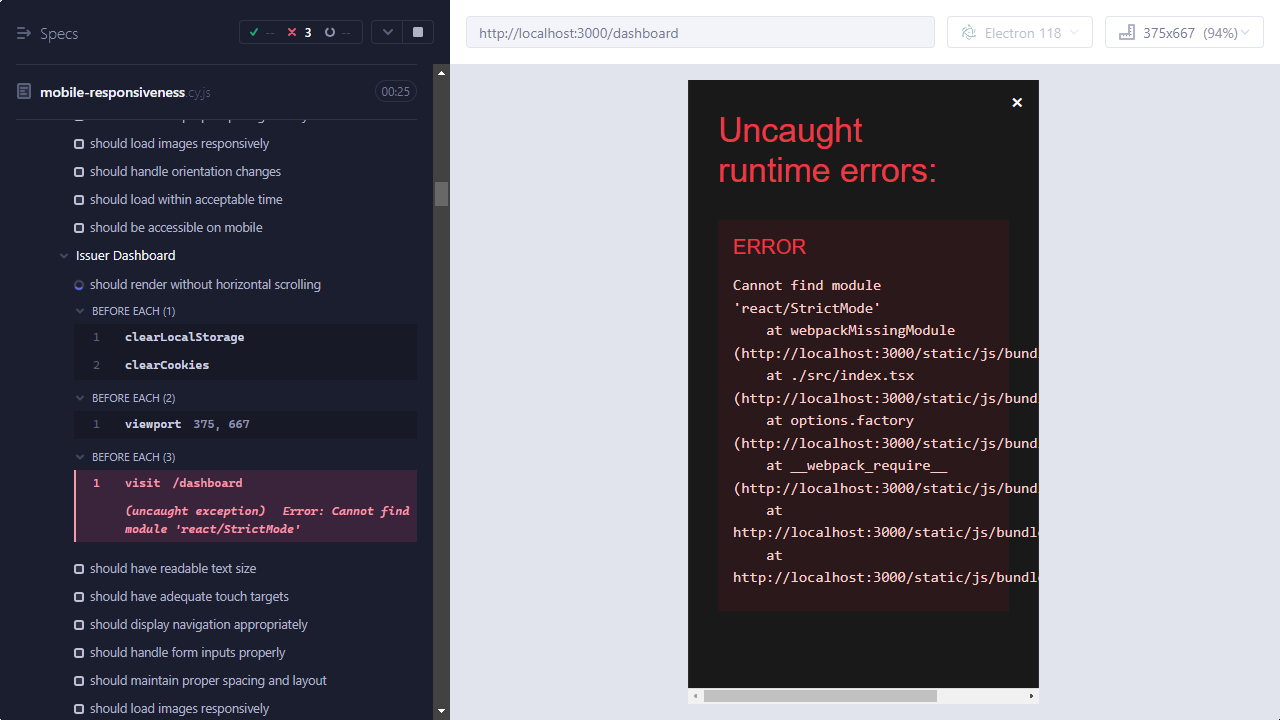 Specs
--
3
--
mobile-responsiveness.cy.js
00:25
should load images responsively
should handle orientation changes
should load within acceptable time
should be accessible on mobile
Issuer Dashboard
should render without horizontal scrolling
BEFORE EACH (1)
1 clearLocalStorage
2 clearCookies
BEFORE EACH (2)
1 viewport 375, 667
BEFORE EACH (3)
1 visit /dashboard
(uncaught exception) Error: Cannot find
module 'react/StrictMode'
should have readable text size
should have adequate touch targets
should display navigation appropriately
should handle form inputs properly
should maintain proper spacing and layout
should load images responsively
http://localhost:3000/dashboard
Electron 118
375x667 (94%)
×
Uncaught
runtime errors:
ERROR
Cannot find module
'react/StrictMode'
at webpackMissingModule
(http://localhost:3000/static/js/bund
at ./src/index.tsx
(http://localhost:3000/static/js/bund
at options.factory
(http://localhost:3000/static/js/bund
at __webpack_require__
(http://localhost:3000/static/js/bund
at
http://localhost:3000/static/js/bundl
at
http://localhost:3000/static/js/bundl